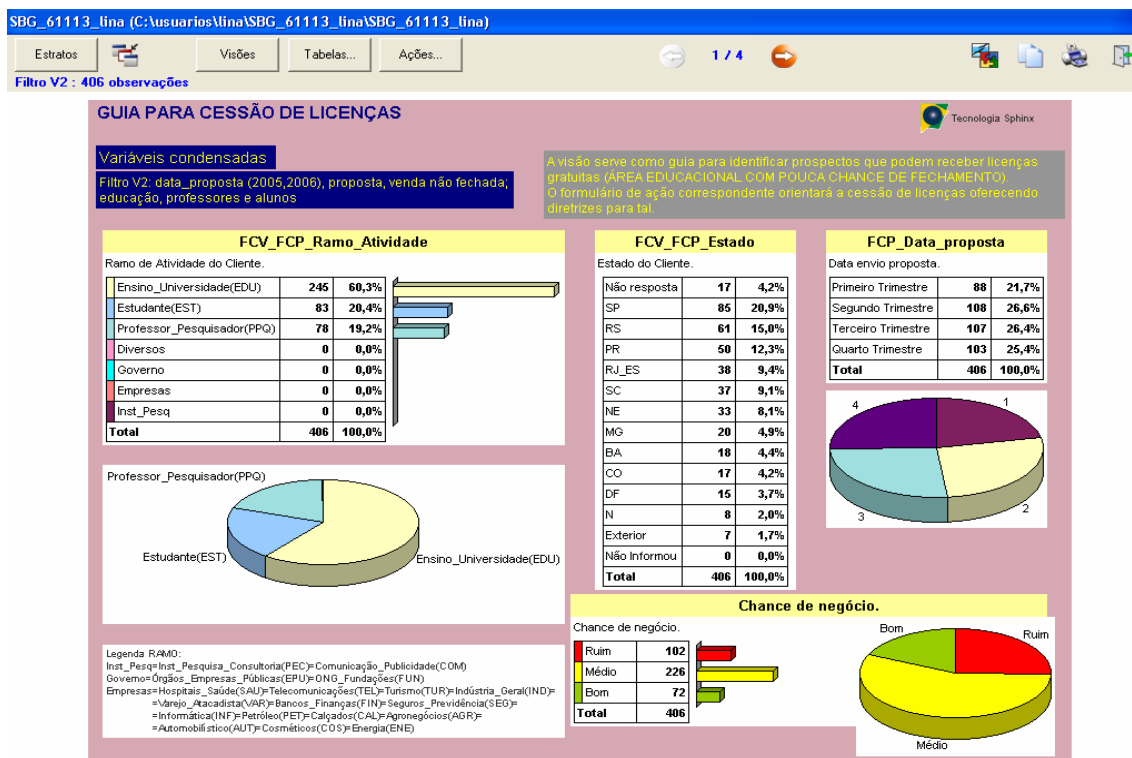 SBG_61113_lina (C:\usuarios\lina\SBG_61113_lina\SBG_61113_lina)
Estratos Visões Tabelas... Ações... 1 / 4
Filtro V2 : 406 observações
GUIA PARA CESSÃO DE LICENÇAS
Tecnologia Sphinx
Variáveis condensadas
Filtro V2: data_proposta (2005,2006), proposta, venda não fechada;
educação, professores e alunos
A visão serve como guia para identificar prospectos que podem receber licenças
gratuitas (ÁREA EDUCACIONAL COM POUCA CHANCE DE FECHAMENTO).
O formulário de ação correspondente orientará a cessão de licenças oferecendo
diretrizes para tal.
FCV_FCP_Ramo_Atividade
Ramo de Atividade do Cliente.
Ensino_Universidade(EDU) 245 60,3%
Estudante(EST) 83 20,4%
Professor_Pesquisador(PPQ) 78 19,2%
Diversos 0 0,0%
Governo 0 0,0%
Empresas 0 0,0%
Inst_Pesq 0 0,0%
Total 406 100,0%
Professor_Pesquisador(PPQ)
Estudante(EST)
Ensino_Universidade(EDU)
Legenda RAMO:
Inst_Pesq=Inst_Pesquisa_Consultoria(PEC)=Comunicação_Publicidade(COM)
Governo=Órgãos_Empresas_Públicas(EPU)=ONG_Fundações(FUN)
Empresas=Hospitais_Saúde(SAU)=Telecomunicações(TEL)=Turismo(TUR)=Indústria_Geral(IND)=
=Varejo_Atacadista(VAR)=Bancos_Finanças(FIN)=Seguros_Previdência(SEG)=
=Informática(INF)=Petróleo(PET)=Calçados(CAL)=Agronegócios(AGR)=
=Automobilístico(AUT)=Cosméticos(COS)=Energia(ENE)
FCV_FCP_Estado
Estado do Cliente.
Não resposta 17 4,2%
SP 85 20,9%
RS 61 15,0%
PR 50 12,3%
RJ_ES 38 9,4%
SC 37 9,1%
NE 33 8,1%
MG 20 4,9%
BA 18 4,4%
CO 17 4,2%
DF 15 3,7%
N 8 2,0%
Exterior 7 1,7%
Não Informou 0 0,0%
Total 406 100,0%
FCP_Data_proposta
Data envio proposta.
Primeiro Trimestre 88 21,7%
Segundo Trimestre 108 26,6%
Terceiro Trimestre 107 26,4%
Quarto Trimestre 103 25,4%
Total 406 100,0%
4
1
3
2
Chance de negócio.
Chance de negócio.
Ruim 102
Médio 226
Bom 72
Total 406
Bom
Ruim
Médio